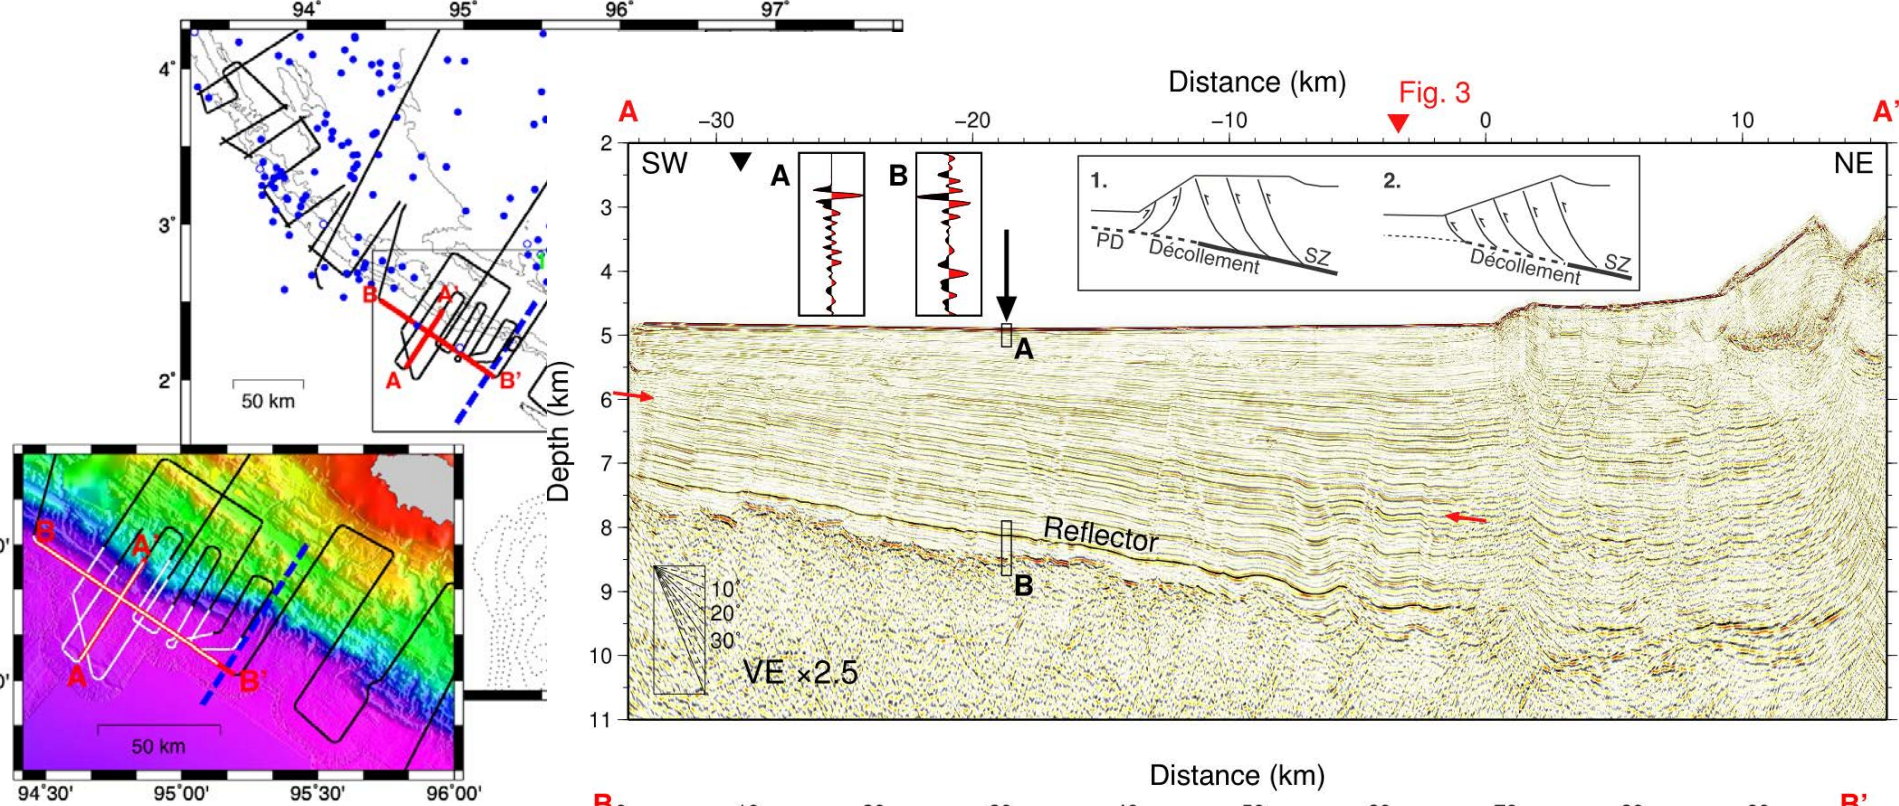 94˚ 95˚ 96˚ 97˚
4˚
3˚
2˚
B A'
A B'
50 km
B A'
A B'
50 km
94˚30' 95˚00' 95˚30' 96˚00'
Distance (km)
A Fig. 3 A'
−30 −20 −10 0 10
SW A B NE
1. 2.
PD Décollement SZ
Décollement SZ
Depth (km)
2
3
4
5
6
7
8
9
10
11
A
Reflector
B
10˚
20
30˚
VE ×2.5
Distance (km)
B B'